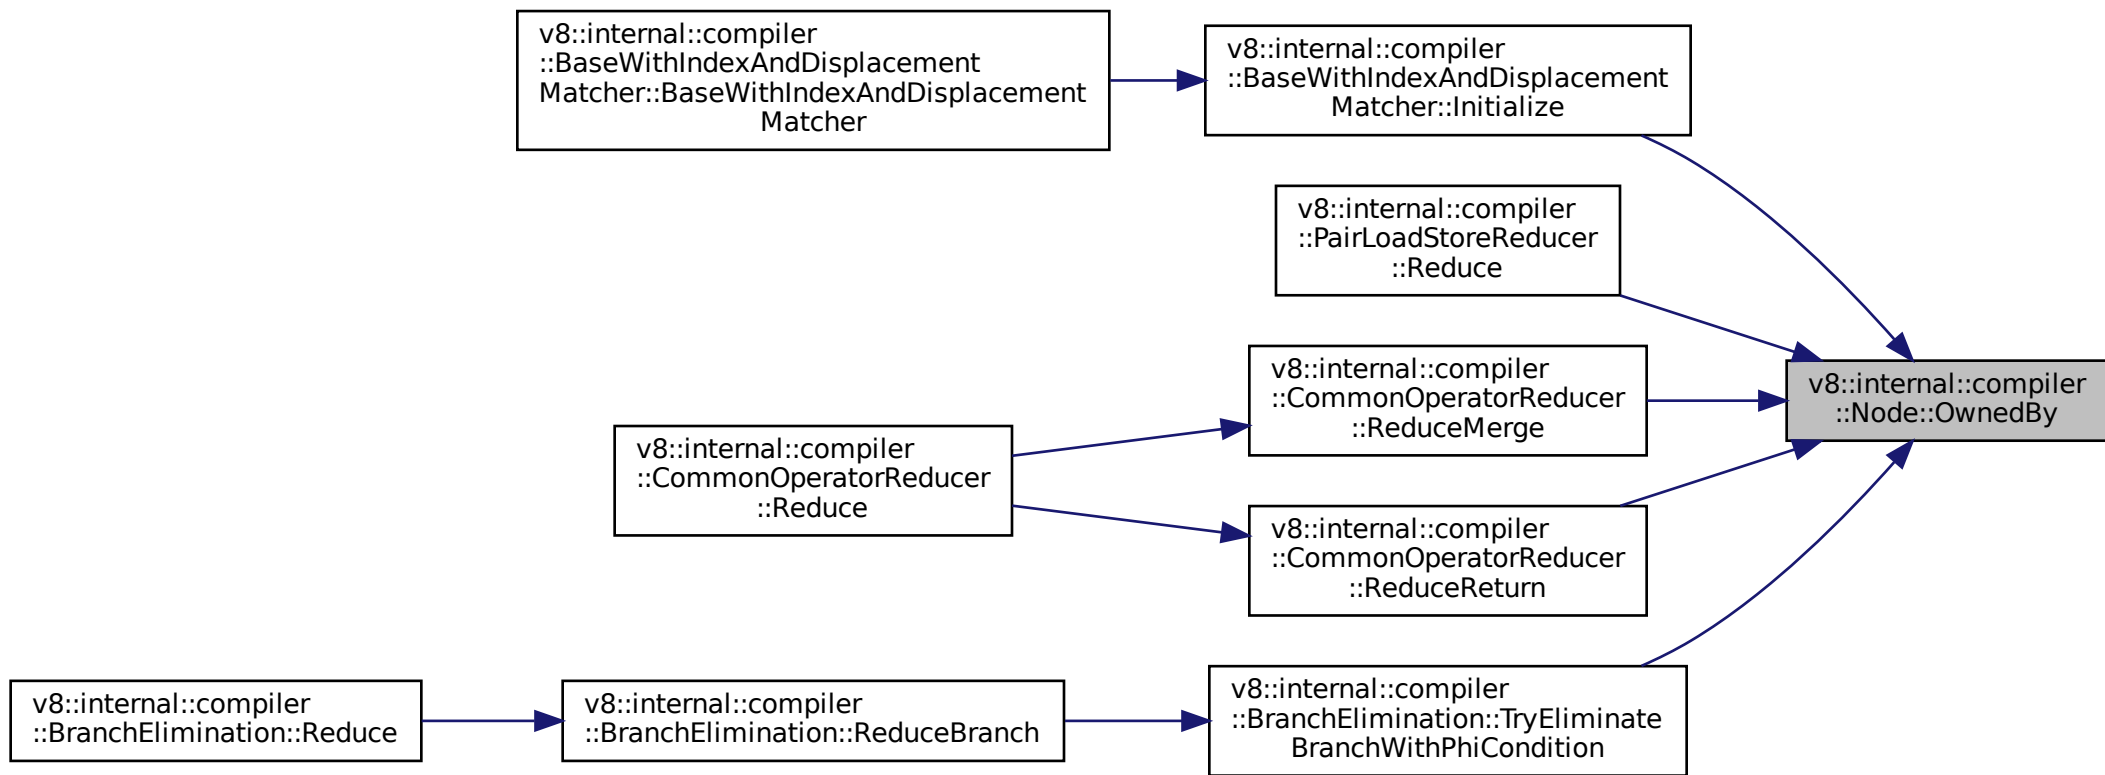 v8::internal::compiler
::BaseWithIndexAndDisplacement
Matcher::BaseWithIndexAndDisplacement
Matcher
v8::internal::compiler
::BaseWithIndexAndDisplacement
Matcher::Initialize
v8::internal::compiler
::PairLoadStoreReducer
::Reduce
v8::internal::compiler
::CommonOperatorReducer
::ReduceMerge
v8::internal::compiler
::Node::OwnedBy
v8::internal::compiler
::CommonOperatorReducer
::Reduce
v8::internal::compiler
::CommonOperatorReducer
::ReduceReturn
v8::internal::compiler
::BranchElimination::Reduce
v8::internal::compiler
::BranchElimination::ReduceBranch
v8::internal::compiler
::BranchElimination::TryEliminate
BranchWithPhiCondition